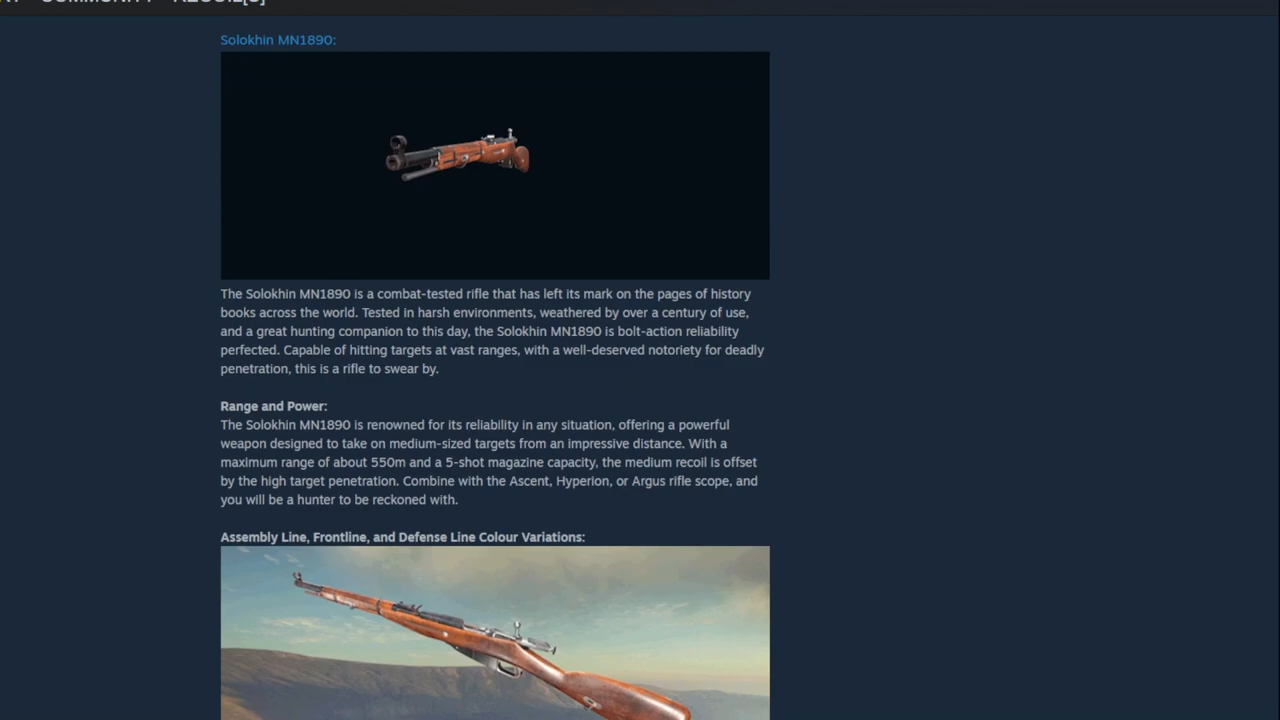 Solokhin MN1890:
The Solokhin MN1890 is a combat-tested rifle that has left its mark on the pages of history
books across the world. Tested in harsh environments, weathered by over a century of use,
and a great hunting companion to this day, the Solokhin MN1890 is bolt-action reliability
perfected. Capable of hitting targets at vast ranges, with a well-deserved notoriety for deadly
penetration, this is a rifle to swear by.
Range and Power:
The Solokhin MN1890 is renowned for its reliability in any situation, offering a powerful
weapon designed to take on medium-sized targets from an impressive distance. With a
maximum range of about 550m and a 5-shot magazine capacity, the medium recoil is offset
by the high target penetration. Combine with the Ascent, Hyperion, or Argus rifle scope, and
you will be a hunter to be reckoned with.
Assembly Line, Frontline, and Defense Line Colour Variations: